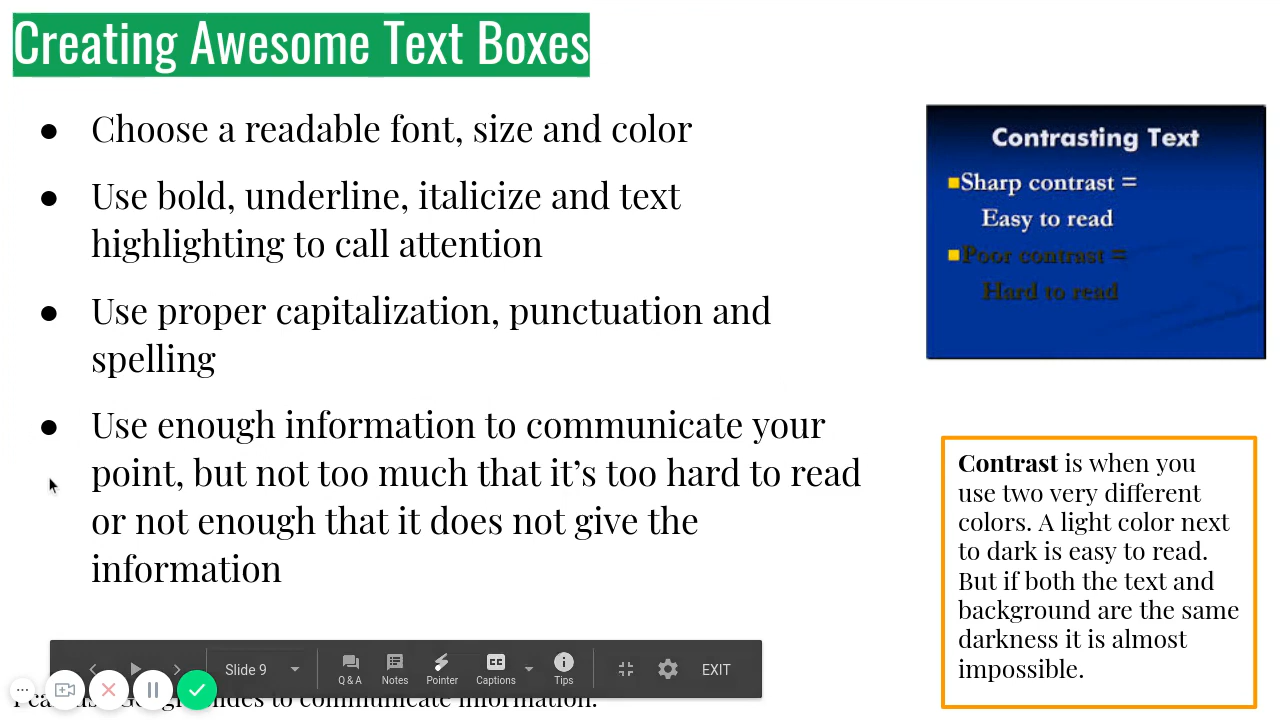 Creating Awesome Text Boxes
● Choose a readable font, size and color
● Use bold, underline, italicize and text
highlighting to call attention
● Use proper capitalization, punctuation and
spelling
● Use enough information to communicate your
point, but not too much that it’s too hard to read
or not enough that it does not give the
information
Contrasting Text
Sharp contrast =
Easy to read
Poor contrast =
Hard to read
Contrast is when you
use two very different
colors. A light color next
to dark is easy to read.
But if both the text and
background are the same
darkness it is almost
impossible.
Slide 9
Q & A
Notes
Pointer
Captions
Tips
EXIT
to communicate information.